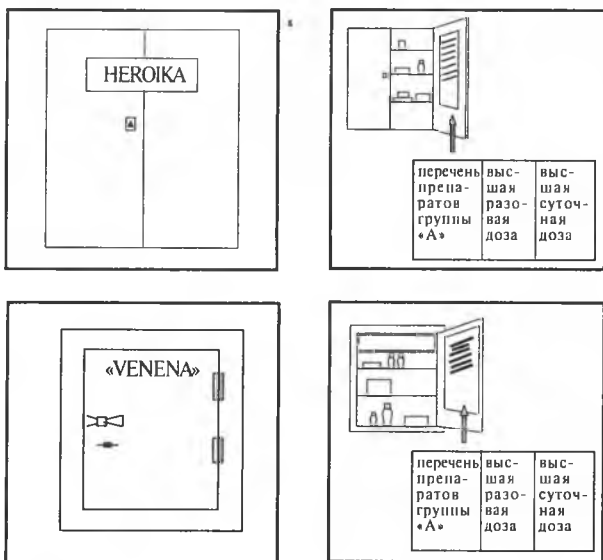 HEROIKA
перечень выс- выс-
препа- шая шая
ратов разо- суточ-
группы вая ная
«А» доза доза
«VENENA»
перечень выс- выс-
препа- шая шая
ратов разо- суточ-
группы вая ная
«А» доза доза